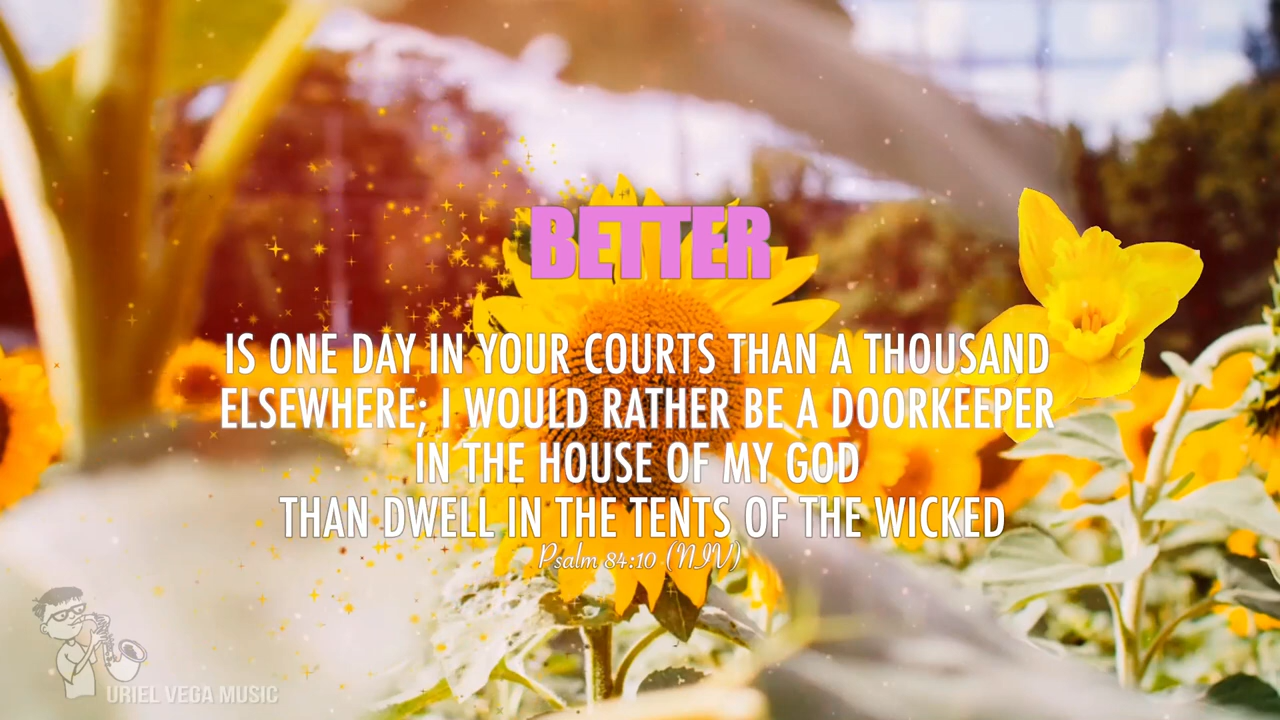 BETTER
IS ONE DAY IN YOUR COURTS THAN A THOUSAND
ELSEWHERE; I WOULD RATHER BE A DOORKEEPER
IN THE HOUSE OF MY GOD
THAN DWELL IN THE TENTS OF THE WICKED
Psalm 84:10 (NIV)
URIEL VEGA MUSIC